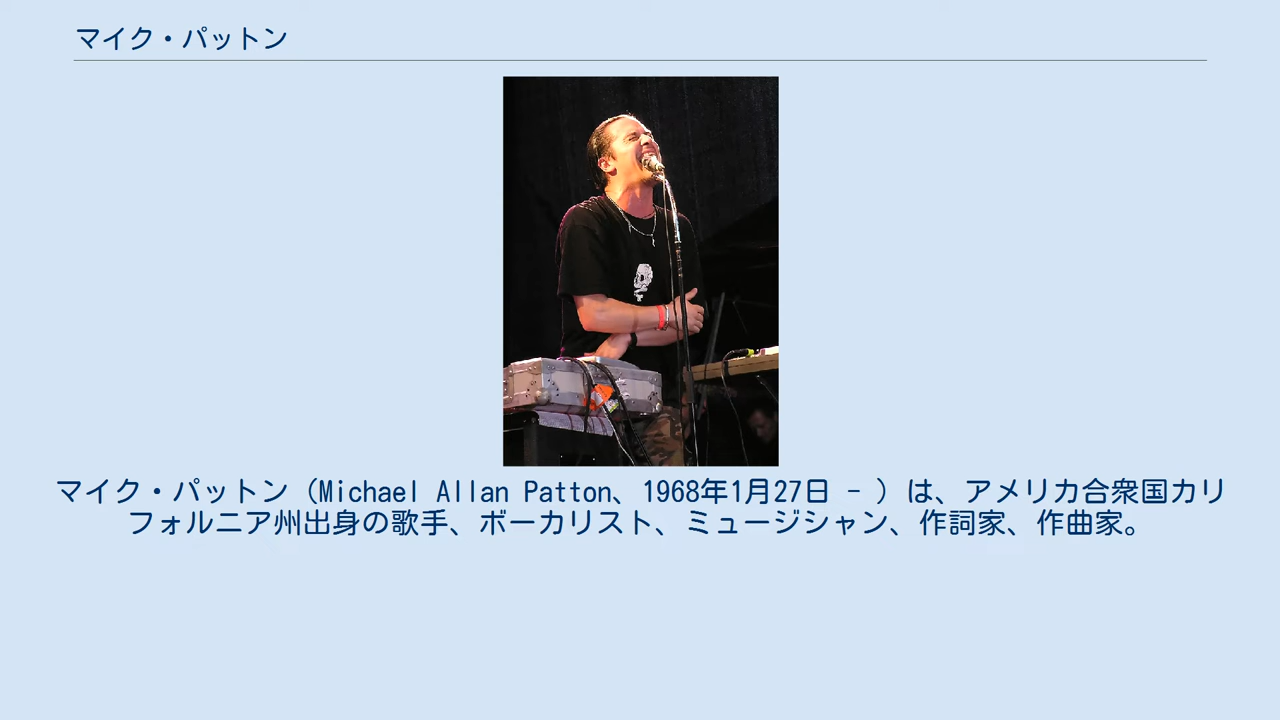 マイク・パットン
マイク・パットン（Michael Allan Patton、1968年1月27日 - ）は、アメリカ合衆国カリ
フォルニア州出身の歌手、ボーカリスト、ミュージシャン、作詞家、作曲家。